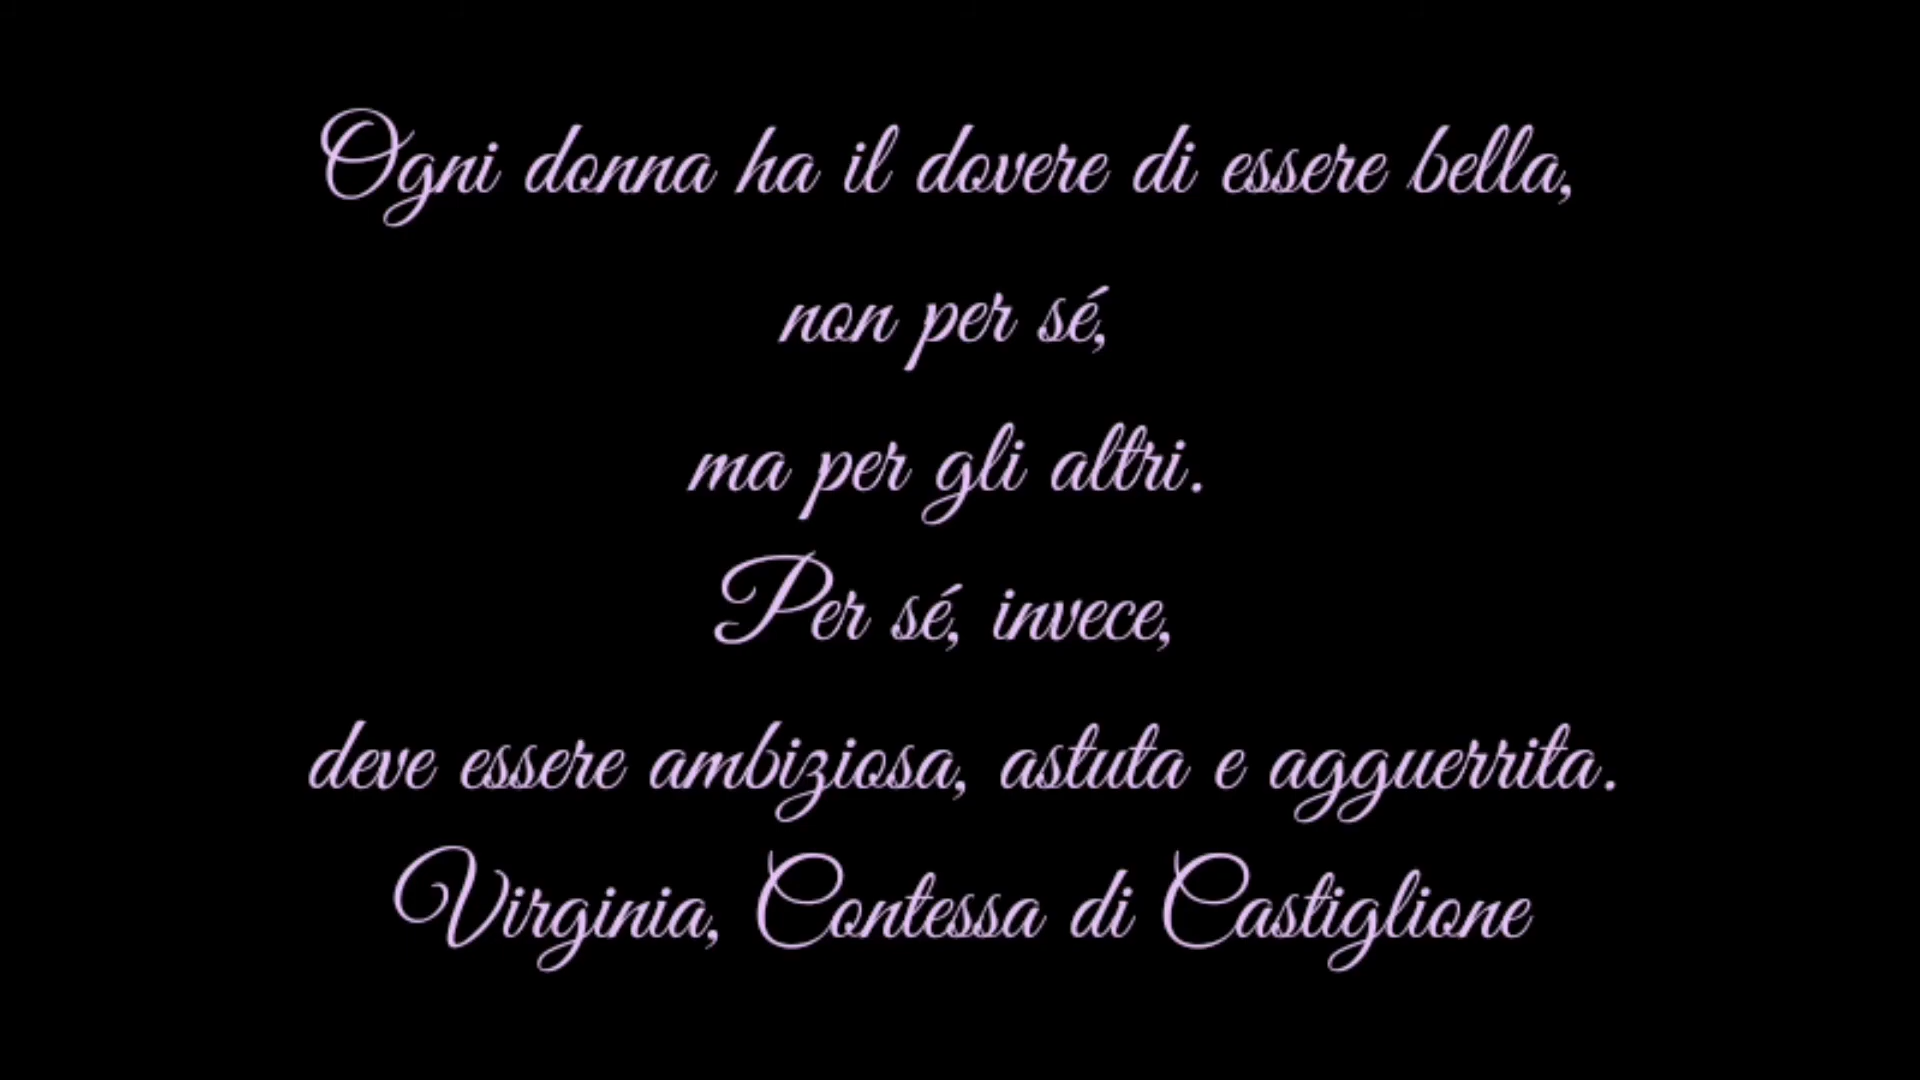 Ogni donna ha il dovere di essere bella,
non per sé,
ma per gli altri.
Per sé, invece,
deve essere ambiziosa, astuta e agguerrita.
Virginia, Contessa di Castiglione